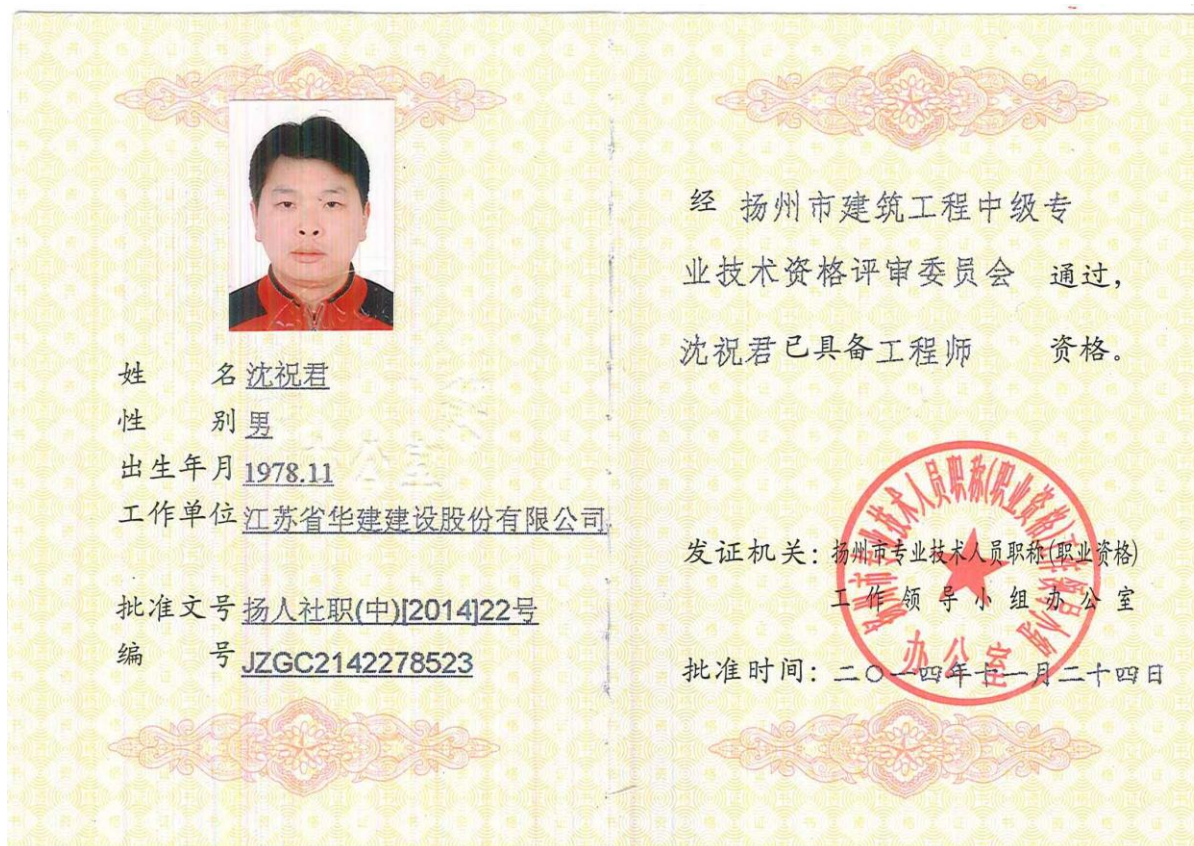 姓名 沈祝君
性别 男
出生年月 1978.11
工作单位 江苏省华建建设股份有限公司
批准文号 扬人社职(中)[2014]22号
编号 JZGC2142278523
经 扬州市建筑工程中级专
业技术资格评审委员会 通过,
沈祝君已具备工程师 资格。
发证机关: 扬州市专业技术人员职称(职业资格)
工作领导小组办公室
批准时间: 二〇一四年十一月二十四日
办公室